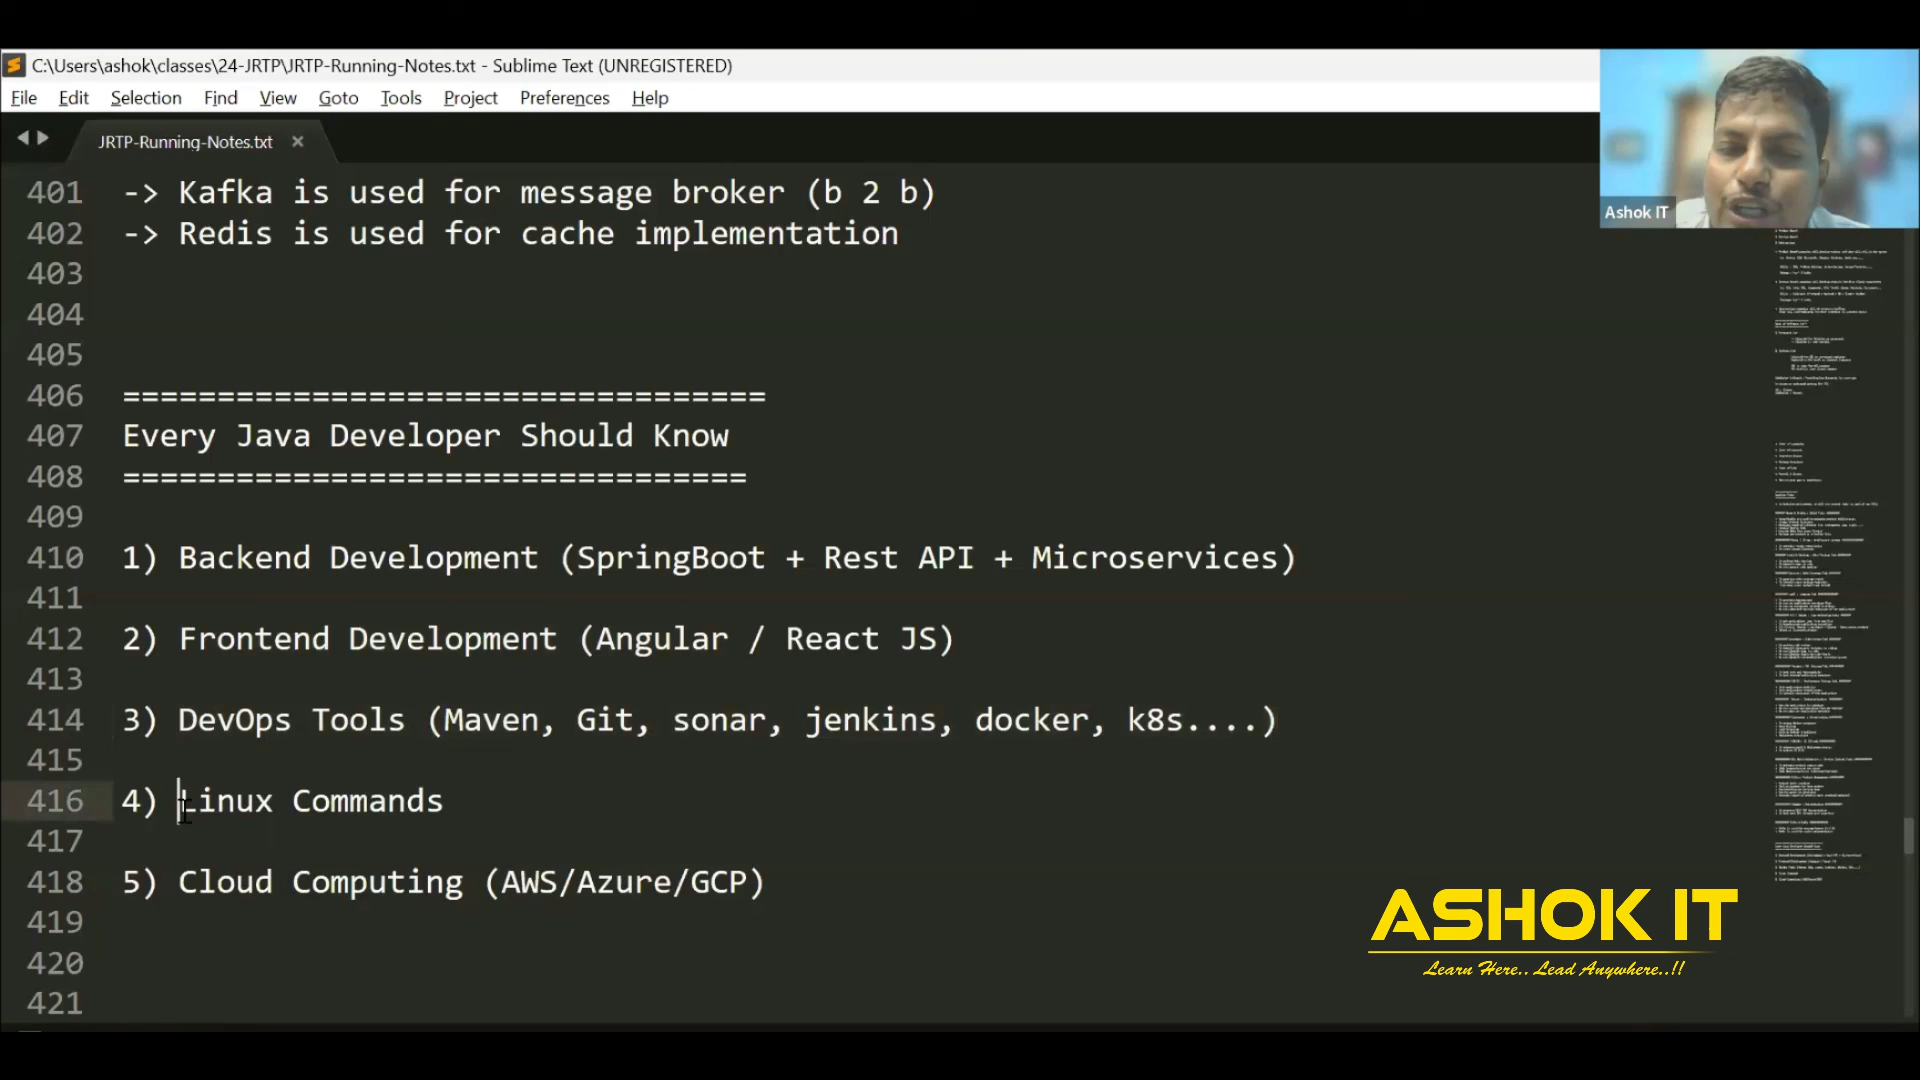 C:\Users\ashok\classes\24-JRTP\JRTP-Running-Notes.txt - Sublime Text (UNREGISTERED)
File Edit Selection Find View Goto Tools Project Preferences Help
JRTP-Running-Notes.txt ×
Ashok IT
401 -> Kafka is used for message broker (b 2 b)
402 -> Redis is used for cache implementation
403
404
405
406 ==================================
407 Every Java Developer Should Know
408 =================================
409
410 1) Backend Development (SpringBoot + Rest API + Microservices)
411
412 2) Frontend Development (Angular / React JS)
413
414 3) DevOps Tools (Maven, Git, sonar, jenkins, docker, k8s....)
415
416 4) Linux Commands
417
418 5) Cloud Computing (AWS/Azure/GCP)
419
420
421
ASHOK IT
Learn Here.. Lead Anywhere..!!